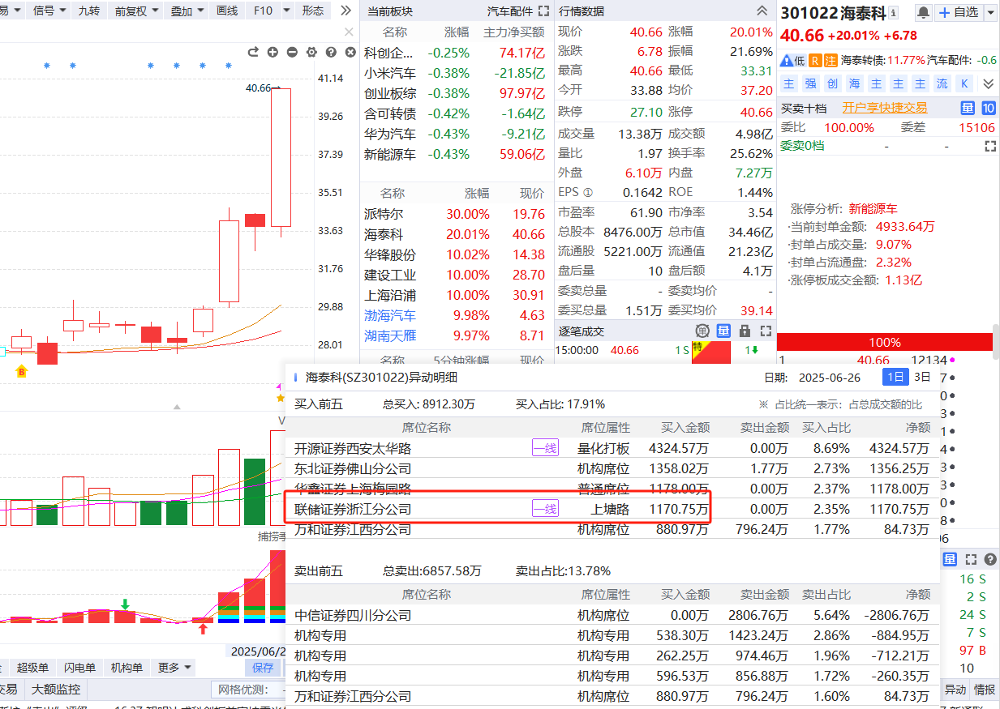 易 信号 九转 前复权 叠加 画线 F10 形态
40.66
41.14
39.26
37.39
35.51
33.63
31.76
29.88
28.01
B
V
捕捞季
2025/06/2
超级单 闪电单 机构单 更多 保存
交易 大额监控 网格优测:
当前板块 汽车配件
名称 涨幅 主力净买额
科创企... -0.25% 74.17亿
小米汽车 -0.38% -21.85亿
创业板综 -0.38% 97.97亿
含可转债 -0.42% -1.64亿
华为汽车 -0.43% -9.21亿
新能源车 -0.43% 59.06亿
名称 涨幅 现价
派特尔 30.00% 19.76
海泰科 20.01% 40.66
华锋股份 10.02% 14.38
建设工业 10.00% 28.70
上海沿浦 10.00% 30.91
渤海汽车 9.98% 4.63
湖南天雁 9.97% 8.71
名称 5分钟涨幅 现价
行情数据
现价 40.66 涨幅 20.01%
涨跌 6.78 振幅 21.69%
最高 40.66 最低 33.31
今开 33.88 均价 37.20
跌停 27.10 涨停 40.66
成交量 13.38万 成交额 4.98亿
量比 1.97 换手率 25.62%
外盘 6.10万 内盘 7.27万
EPS ① 0.1642 ROE 1.44%
市盈率 61.90 市净率 3.54
总股本 8476.00万 总市值 34.46亿
流通股 5221.00万 流通值 21.23亿
盘后量 10 盘后额 4.1万
委卖总量 - 委卖均价 -
委买总量 1.51万 委买均价 39.14
逐笔成交 单 量
15:00:00 40.66 1 S 特 1
301022 海泰科 自选
40.66 +20.01% +6.78
低 R 注 海泰转债:11.77% 汽车配件: -0.6
主 强 创 海 主 主 主 流 K
买卖十档 开户享快捷交易 量 10
委比 100.00% 委差 15106
委卖0档 - -
涨停分析: 新能源车
·当前封单金额: 4933.64万
·封单占成交量: 9.07%
·封单占流通盘: 2.32%
·涨停板成交金额: 1.13亿
100%
1 40.66 12134
7
0
3
1
4
3
3
0
8
06
量
16 S
2 S
24 S
7 S
97 B
10
异动 情报
海泰科(SZ301022)异动明细 日期: 2025-06-26 1日 3日
买入前五 总买入: 8912.30万 买入占比: 17.91% ※ 占比统一表示：占总成交额的比
席位名称 席位属性 买入金额 卖出金额 买入占比 净额
开源证券西安太华路 一线 量化打板 4324.57万 0.00万 8.69% 4324.57万
东北证券佛山分公司 机构席位 1358.02万 1.77万 2.73% 1356.25万
华鑫证券上海梅园路 普通席位 1178.00万 0.00万 2.37% 1178.00万
联储证券浙江分公司 一线 上塘路 1170.75万 0.00万 2.35% 1170.75万
万和证券江西分公司 机构席位 880.97万 796.24万 1.77% 84.73万
卖出前五 总卖出:6857.58万 卖出占比:13.78%
席位名称 席位属性 买入金额 卖出金额 卖出占比 净额
中信证券四川分公司 机构席位 0.00万 2806.76万 5.64% -2806.76万
机构专用 机构专用 538.30万 1423.24万 2.86% -884.95万
机构专用 机构专用 262.25万 974.46万 1.96% -712.21万
机构专用 机构专用 596.53万 856.88万 1.72% -260.35万
万和证券江西分公司 机构席位 880.97万 796.24万 1.60% 84.73万